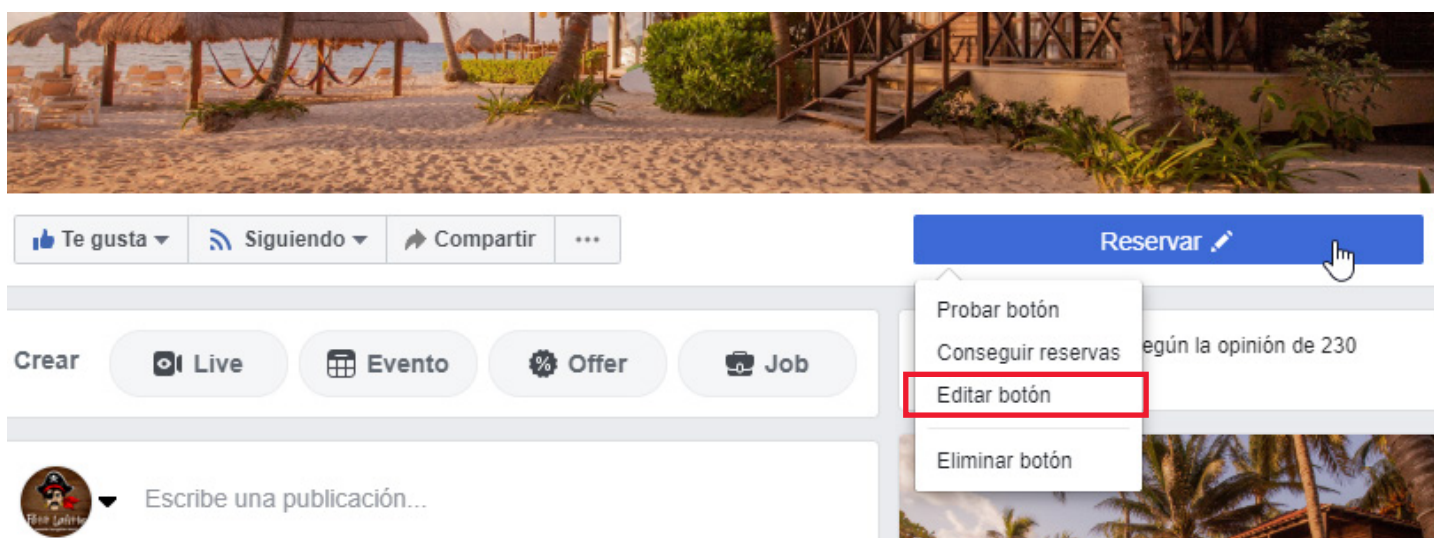 Te gusta
Siguiendo
Compartir
...
Reservar
Probar botón
Conseguir reservas
Editar botón
Eliminar botón
egún la opinión de 230
Crear
Live
Evento
Offer
Job
Escribe una publicación...